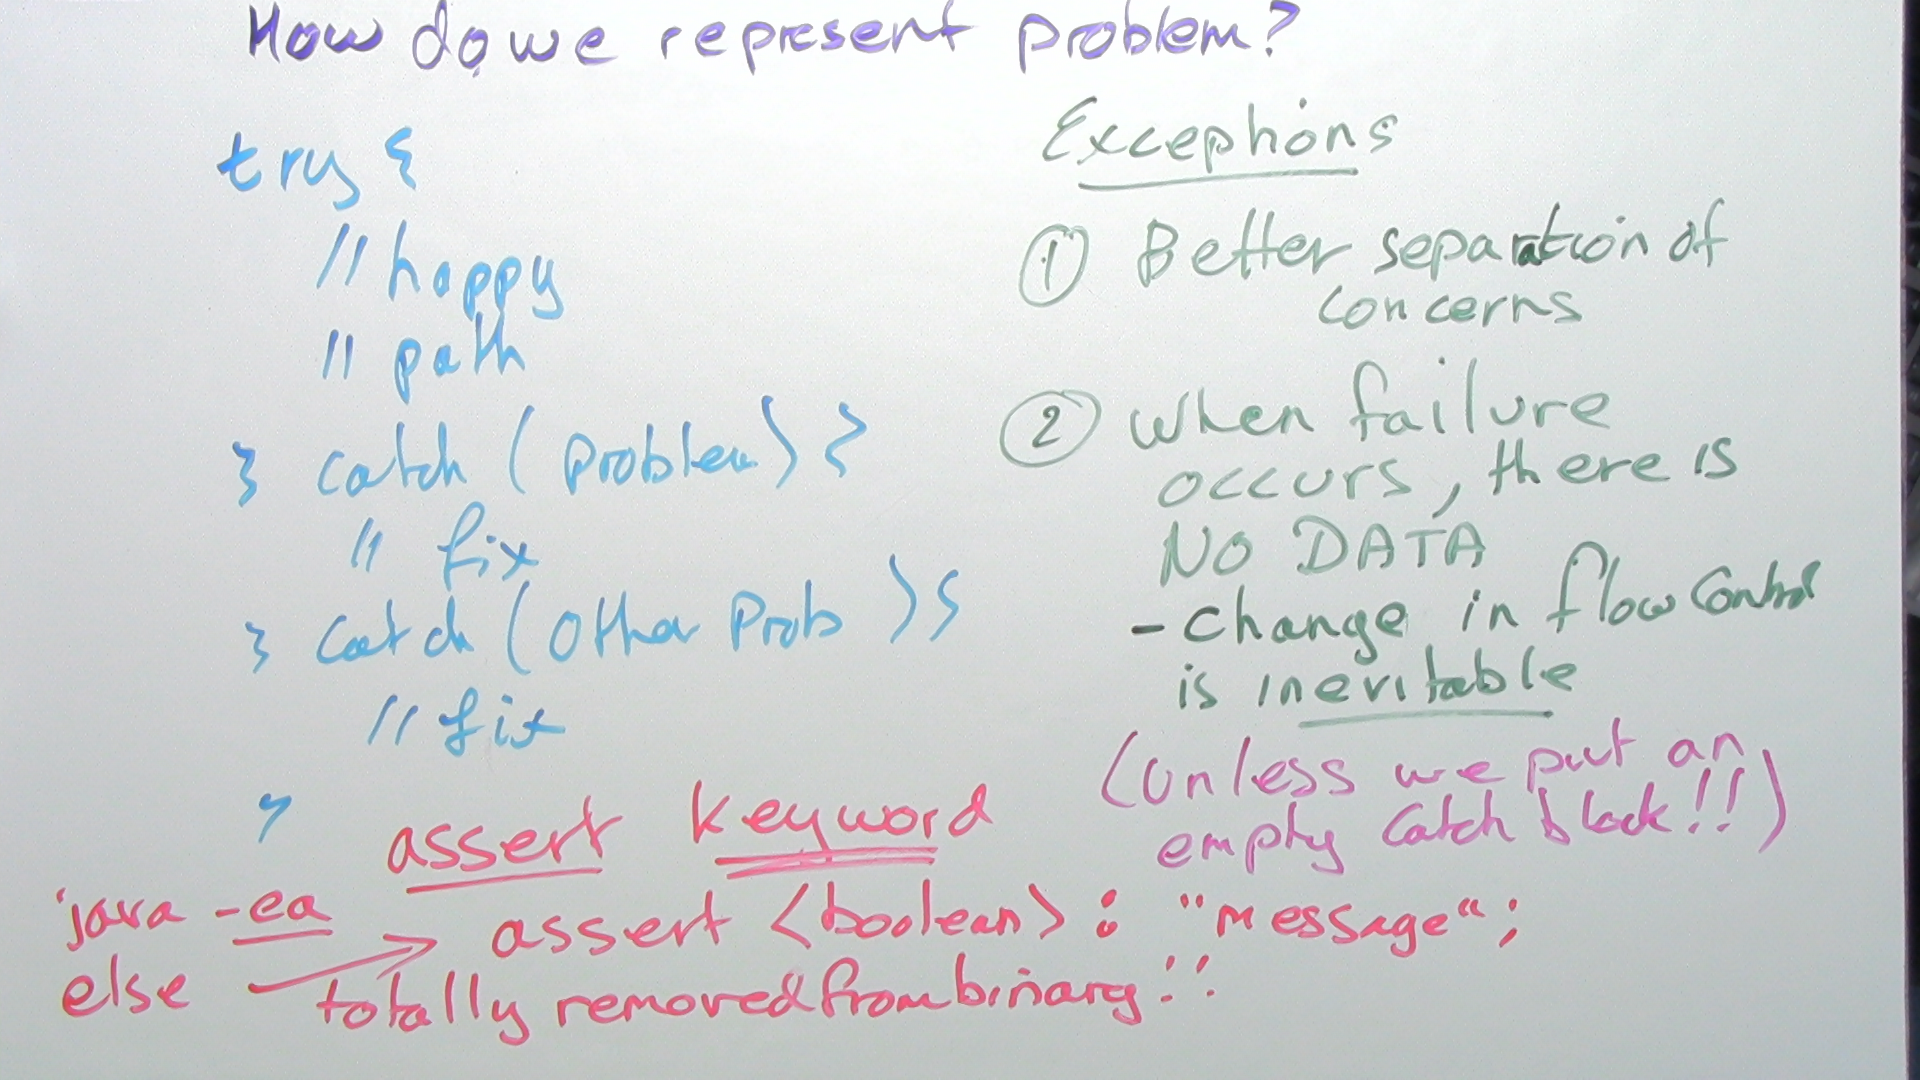 How do we represent problem?
try {
// happy
// path
} catch ( problem ) {
// fix
} catch ( Other Prob ) {
// fix
}
Exceptions
① Better separation of
concerns
② When failure
occurs, there is
NO DATA
- change in flow control
is inevitable
(unless we put an
empty catch block!!)
assert keyword
java -ea
assert <boolean> : "message";
else
totally removed from binary!!